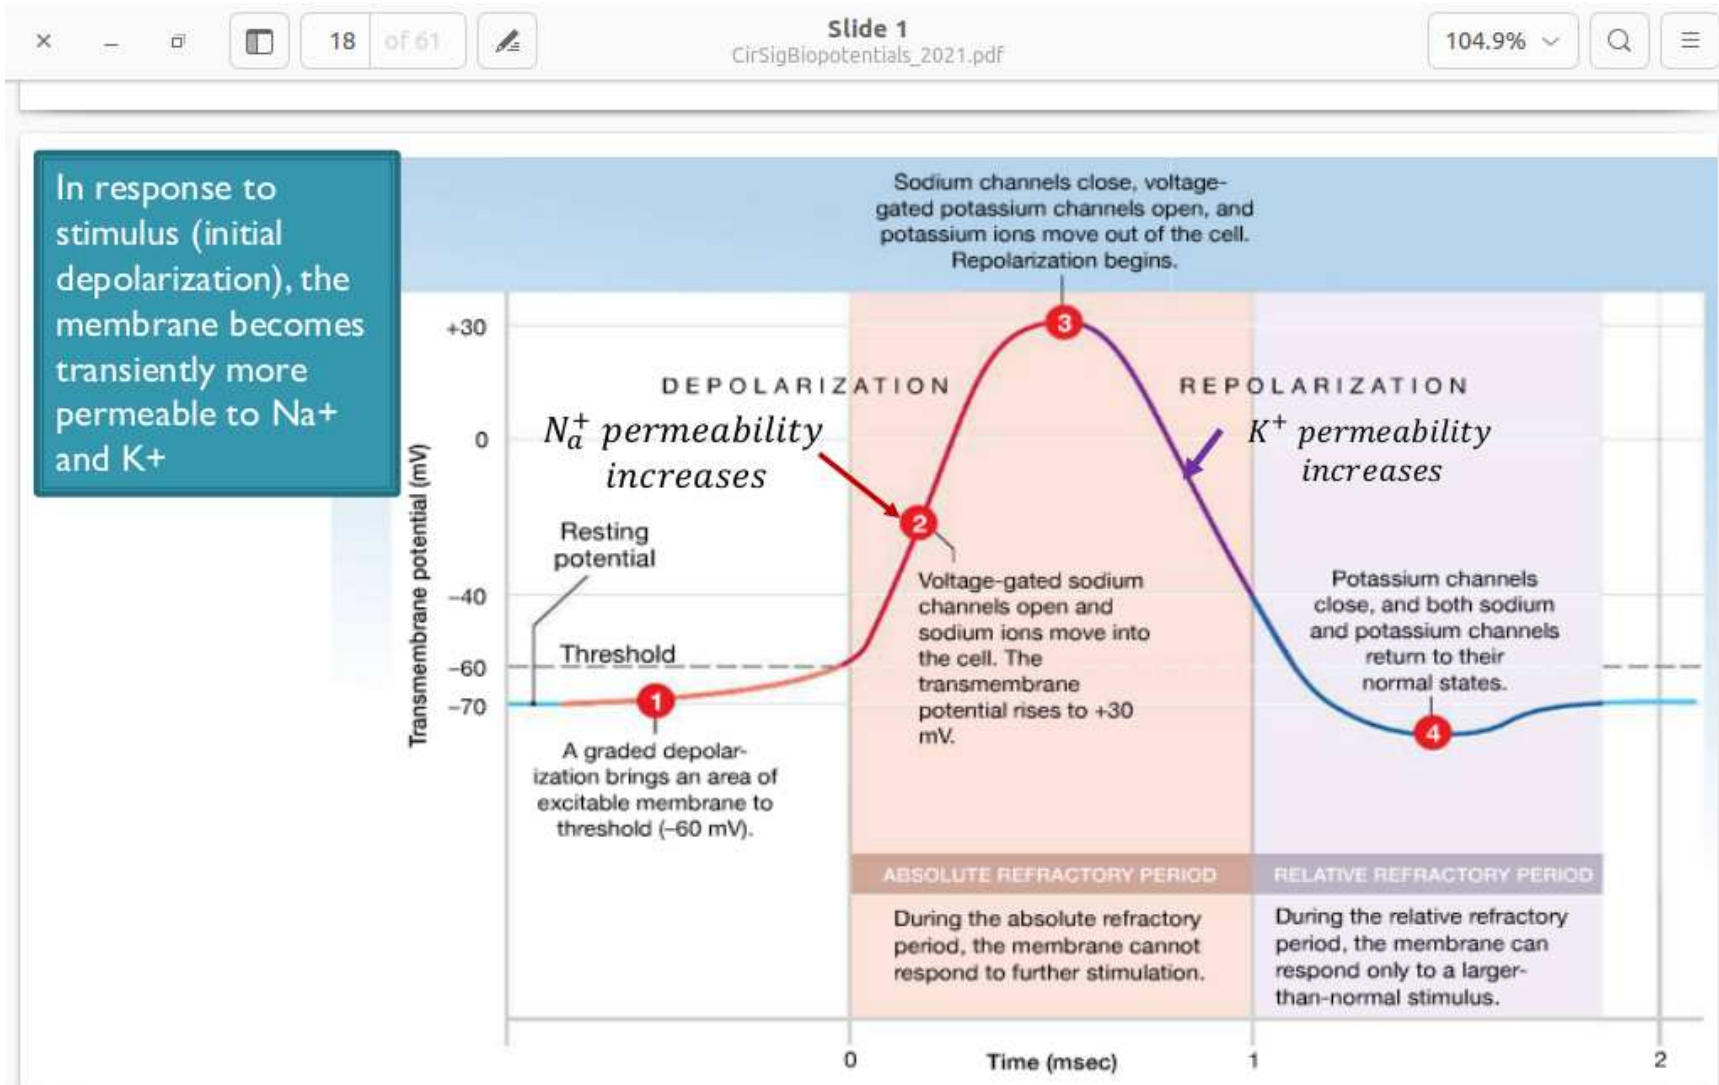 Slide 1
CirSigBiopotentials_2021.pdf
18 of 61
104.9%
In response to
stimulus (initial
depolarization), the
membrane becomes
transiently more
permeable to Na+
and K+
Sodium channels close, voltage-
gated potassium channels open, and
potassium ions move out of the cell.
Repolarization begins.
+30
0
−40
−60
−70
Transmembrane potential (mV)
DEPOLARIZATION
REPOLARIZATION
N_a^+ permeability
increases
K^+ permeability
increases
3
2
1
4
Resting
potential
Threshold
Voltage-gated sodium
channels open and
sodium ions move into
the cell. The
transmembrane
potential rises to +30
mV.
Potassium channels
close, and both sodium
and potassium channels
return to their
normal states.
A graded depolar-
ization brings an area of
excitable membrane to
threshold (−60 mV).
ABSOLUTE REFRACTORY PERIOD
During the absolute refractory
period, the membrane cannot
respond to further stimulation.
RELATIVE REFRACTORY PERIOD
During the relative refractory
period, the membrane can
respond only to a larger-
than-normal stimulus.
0
Time (msec)
1
2